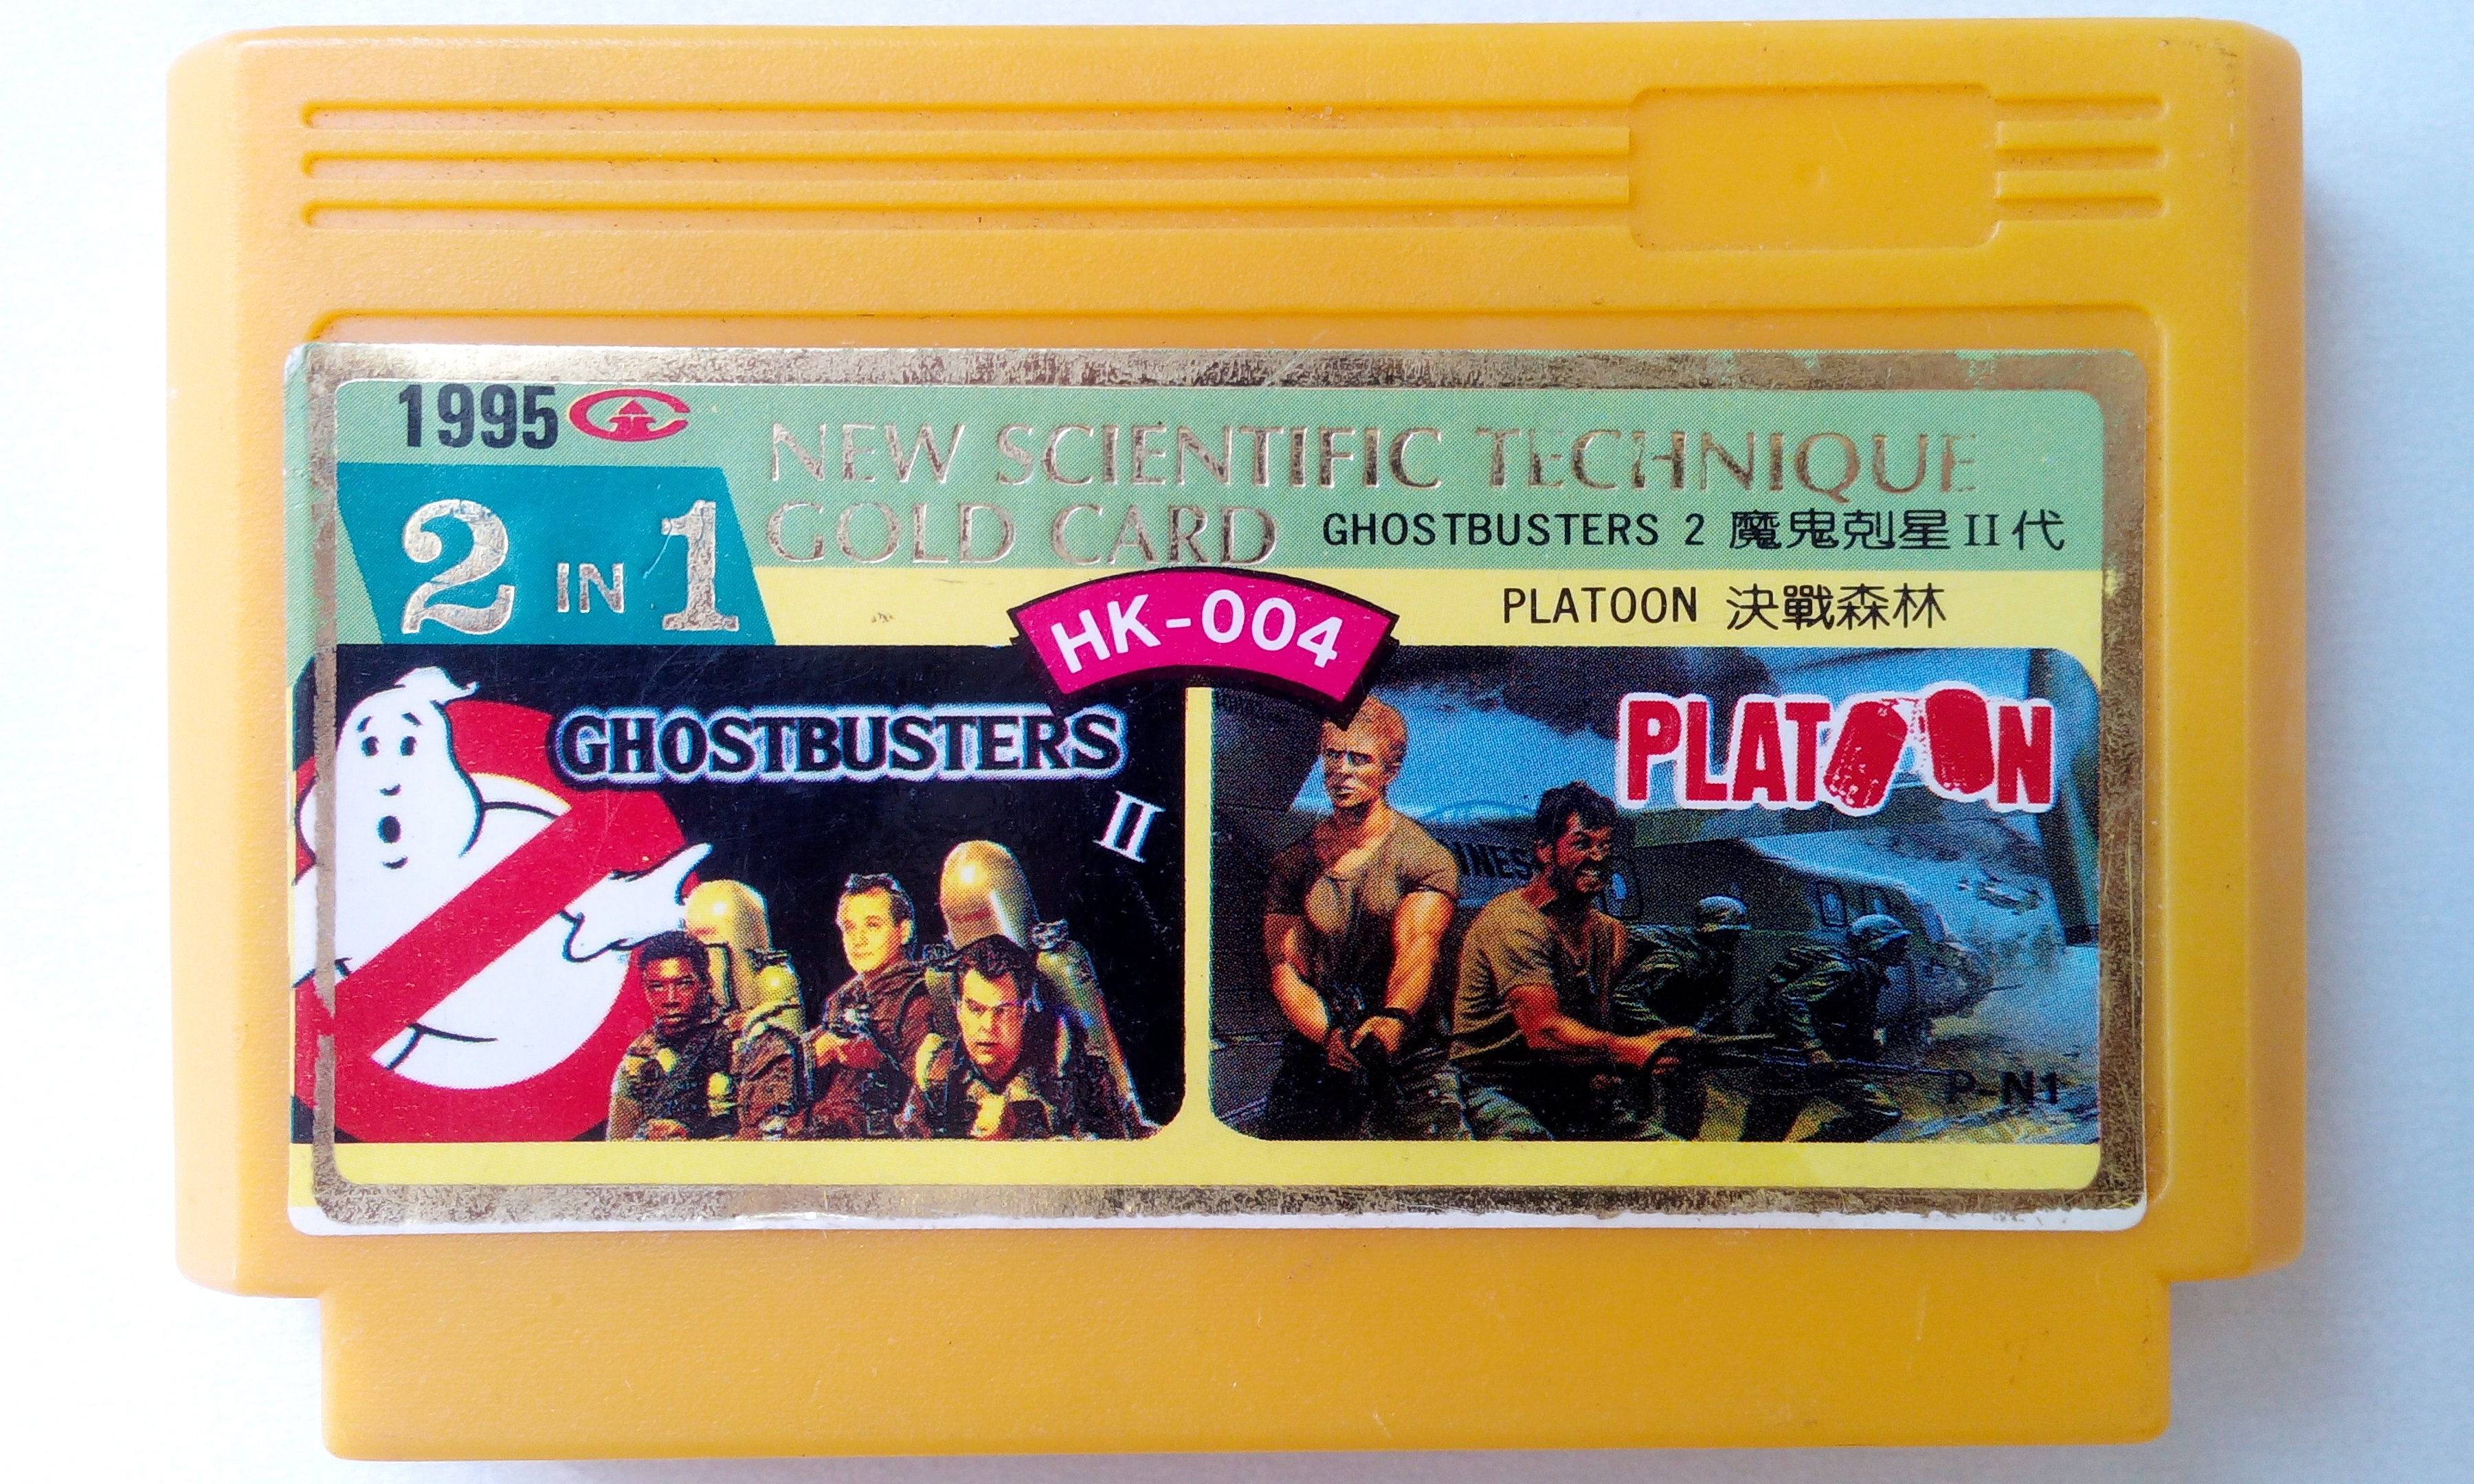 1995
NEW SCIENTIFIC TECHNIQUE
2 IN 1
GOLD CARD
GHOSTBUSTERS 2 魔鬼剋星II代
PLATOON 決戰森林
HK-004
GHOSTBUSTERS
II
PLATOON
INES
P-N1